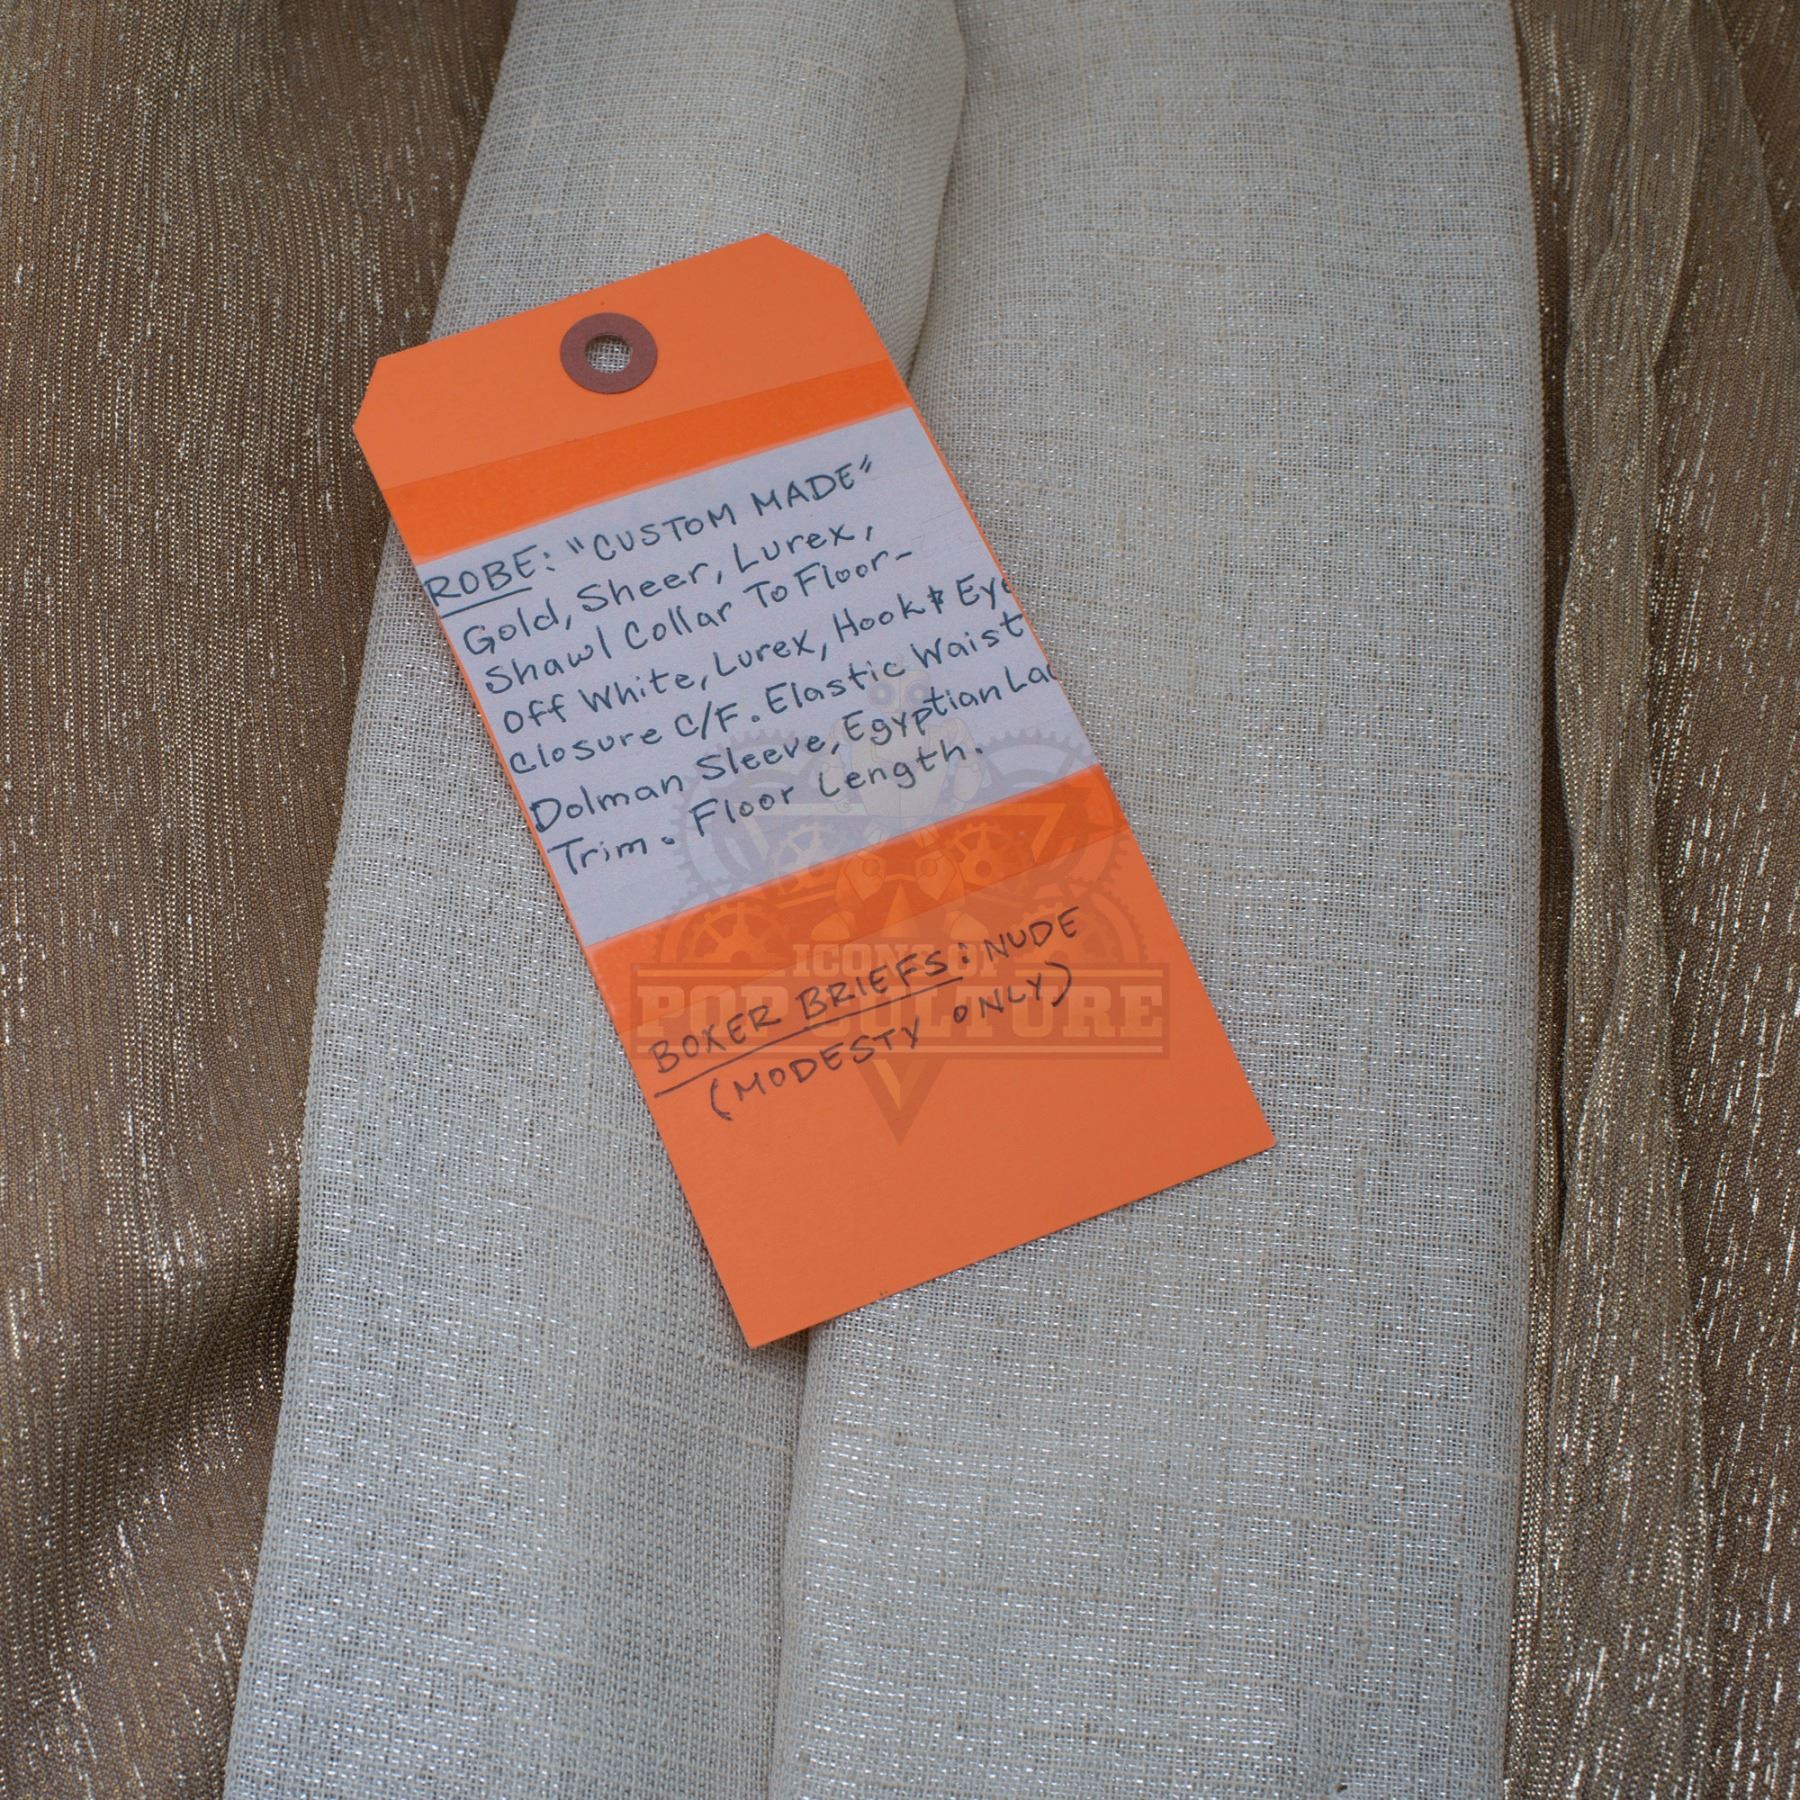 ROBE: "CUSTOM MADE"
Gold, Sheer, Lurex,
Shawl Collar To Floor-
Off White, Lurex, Hook & Eye
Closure C/F. Elastic Waist
Dolman Sleeve, Egyptian Lac
Trim. Floor Length.
BOXER BRIEFS: NUDE
(MODESTY ONLY)
ICONS OF
POP CULTURE